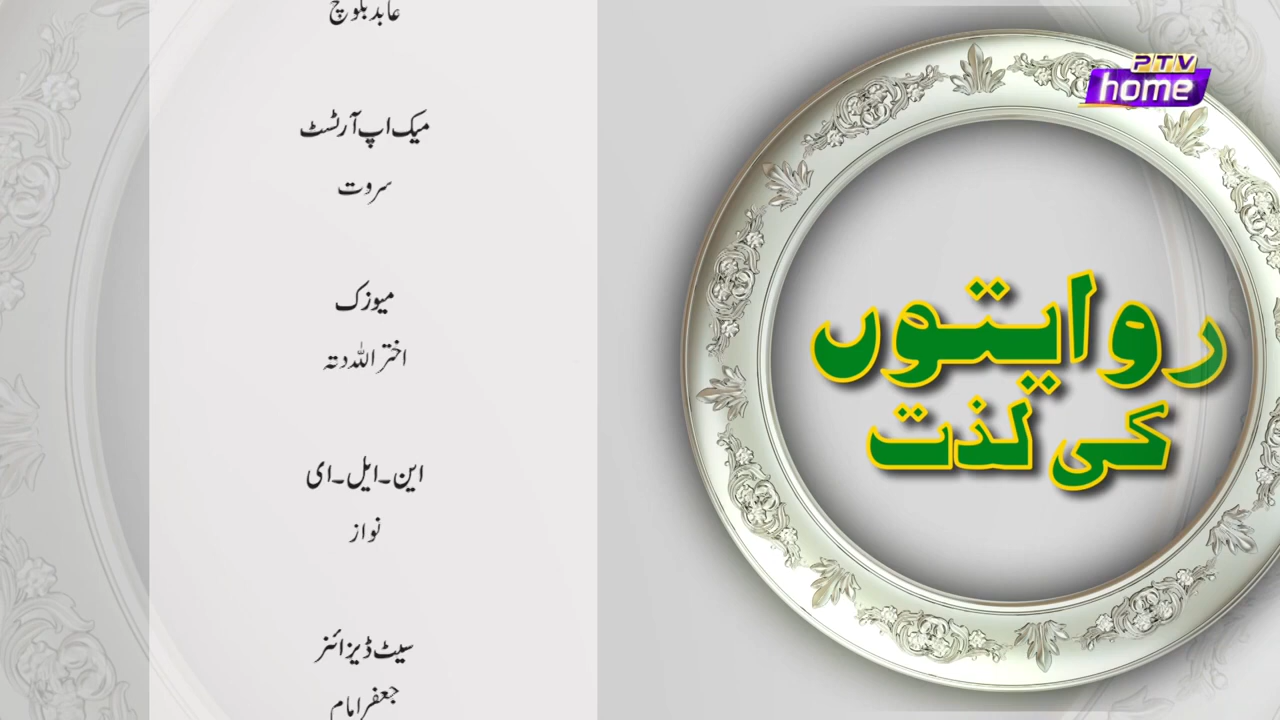 عابد بلوچ
میک اپ آرٹسٹ
سروت
میوزک
اختر اللہ دتہ
این۔ایل۔ای
نواز
سیٹ ڈیزائنر
جعفر امام
PTV
home
روایتوں
کی لذت